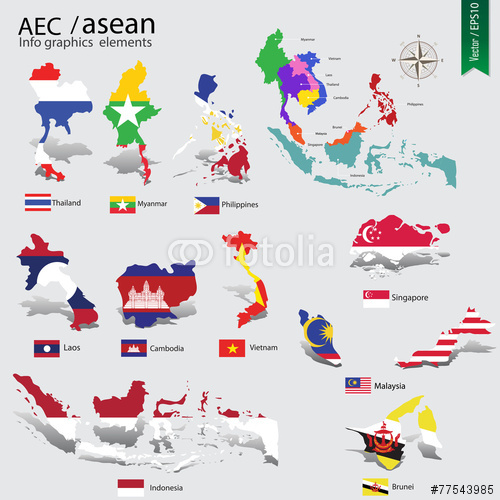 AEC / asean
Info graphics elements
Vector / EPS10
Myanmar
Vietnam
Laos
Thailand
Cambodia
Philippines
Brunei
Malaysia
Singapore
Indonesia
N
Thailand
Myanmar
Philippines
fotolia
Singapore
Laos
Cambodia
Vietnam
Malaysia
Indonesia
Brunei
#77543985